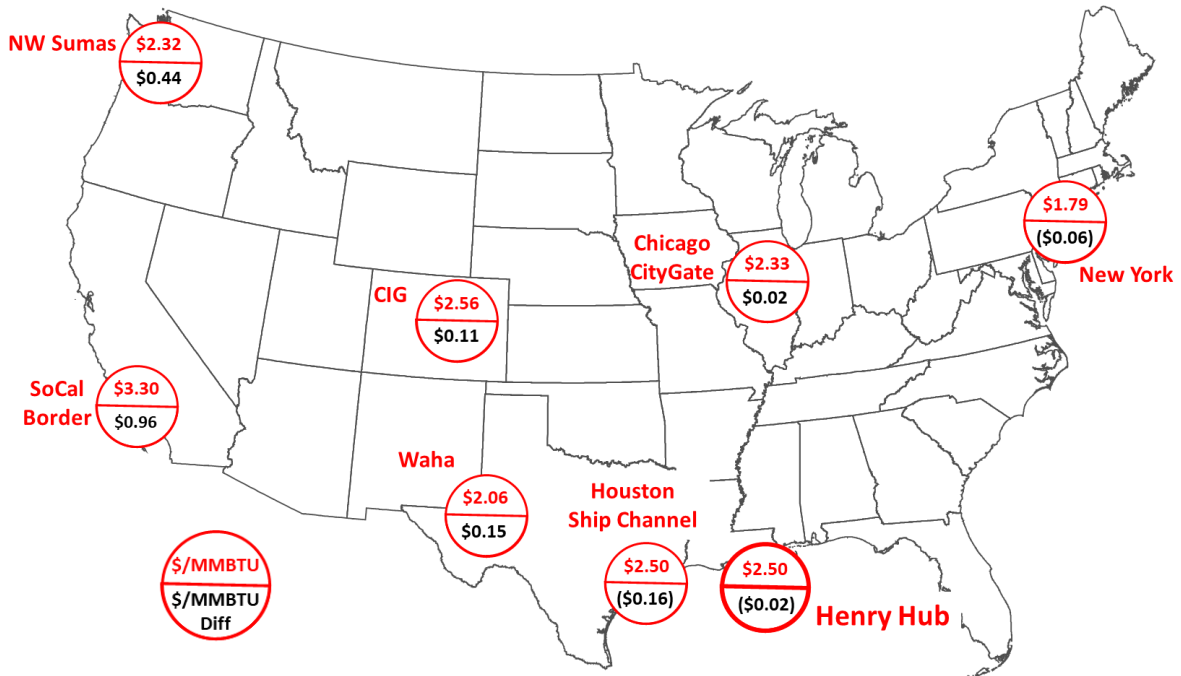 NW Sumas
$2.32
$0.44
$1.79
($0.06)
New York
Chicago
CityGate
$2.33
$0.02
CIG
$2.56
$0.11
SoCal
Border
$3.30
$0.96
Waha
$2.06
$0.15
Houston
Ship Channel
$2.50
($0.16)
$2.50
($0.02)
Henry Hub
$/MMBTU
$/MMBTU
Diff